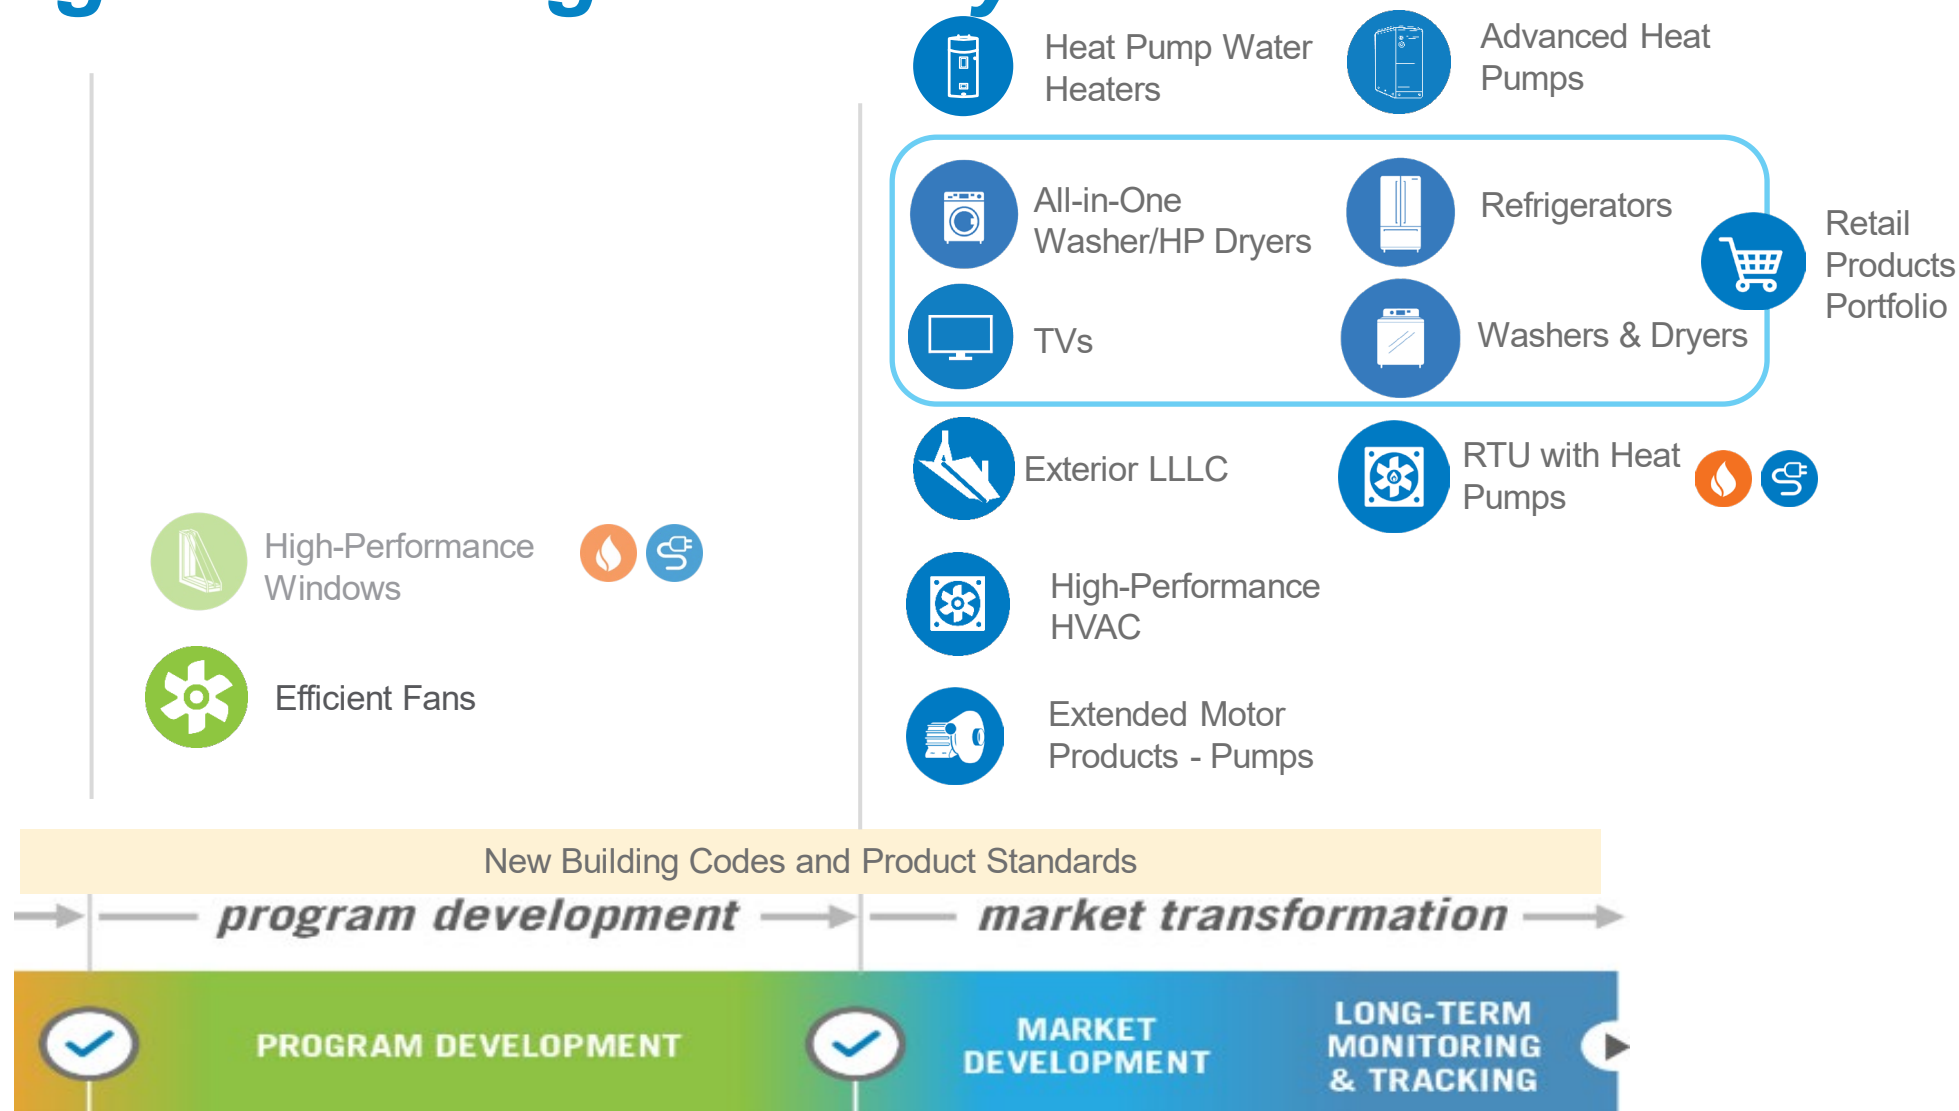 Heat Pump Water
Heaters
Advanced Heat
Pumps
All-in-One
Washer/HP Dryers
Refrigerators
Retail
Products
Portfolio
TVs
Washers & Dryers
Exterior LLLC
RTU with Heat
Pumps
High-Performance
Windows
High-Performance
HVAC
Efficient Fans
Extended Motor
Products - Pumps
New Building Codes and Product Standards
program development
market transformation
PROGRAM DEVELOPMENT
MARKET
DEVELOPMENT
LONG-TERM
MONITORING
& TRACKING